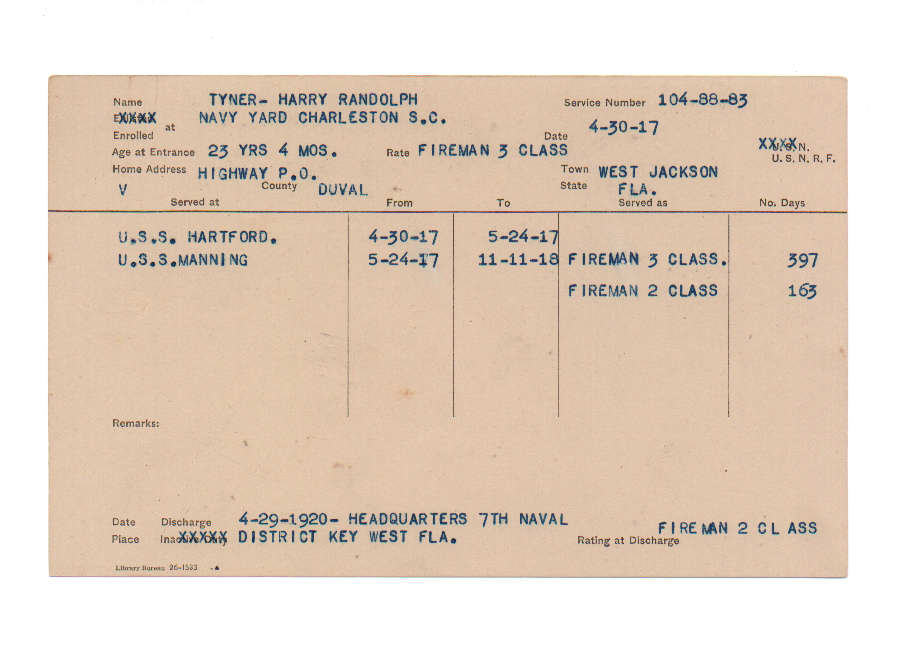 Name TYNER- HARRY RANDOLPH Service Number 104-88-83
XXXX at NAVY YARD CHARLESTON S.C.
Enrolled Date 4-30-17
Age at Entrance 23 YRS 4 MOS. Rate FIREMAN 3 CLASS XXXX N.
U. S. N. R. F.
Home Address HIGHWAY P.O. Town WEST JACKSON
V County DUVAL State FLA.
Served at From To Served as No. Days
U.S.S. HARTFORD. 4-30-17 5-24-17
U.S.S.MANNING 5-24-17 11-11-18 FIREMAN 3 CLASS. 397
FIREMAN 2 CLASS 163
Remarks:
Date Discharge 4-29-1920- HEADQUARTERS 7TH NAVAL
Place XXXXX DISTRICT KEY WEST FLA. Rating at Discharge FIREMAN 2 CLASS
Library Bureau 26-1593